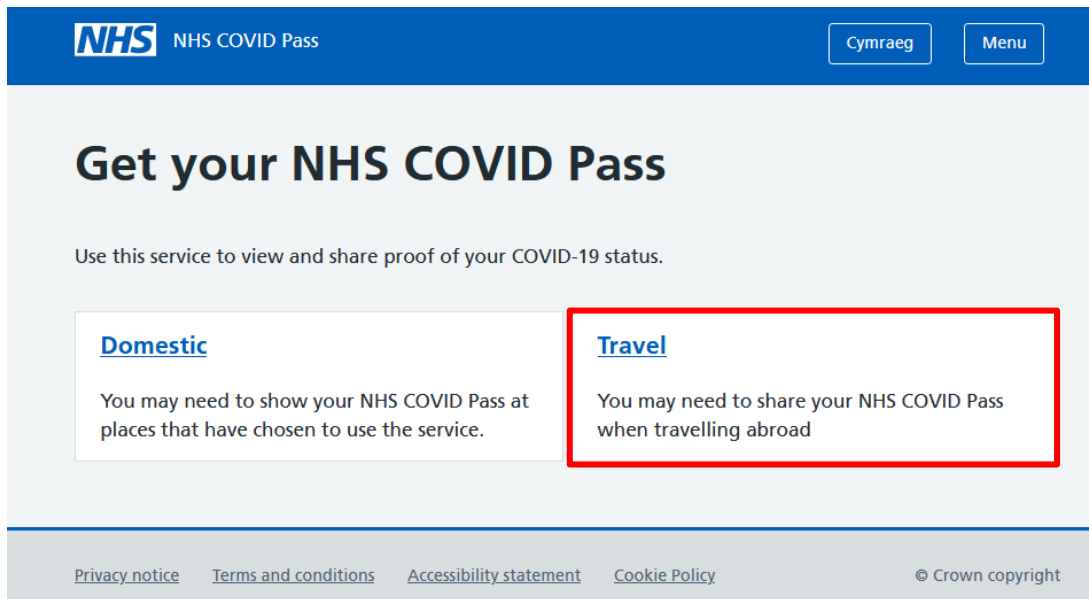 NHS NHS COVID Pass Cymraeg Menu
Get your NHS COVID Pass
Use this service to view and share proof of your COVID-19 status.
Domestic
You may need to show your NHS COVID Pass at
places that have chosen to use the service.
Travel
You may need to share your NHS COVID Pass
when travelling abroad
Privacy notice Terms and conditions Accessibility statement Cookie Policy © Crown copyright